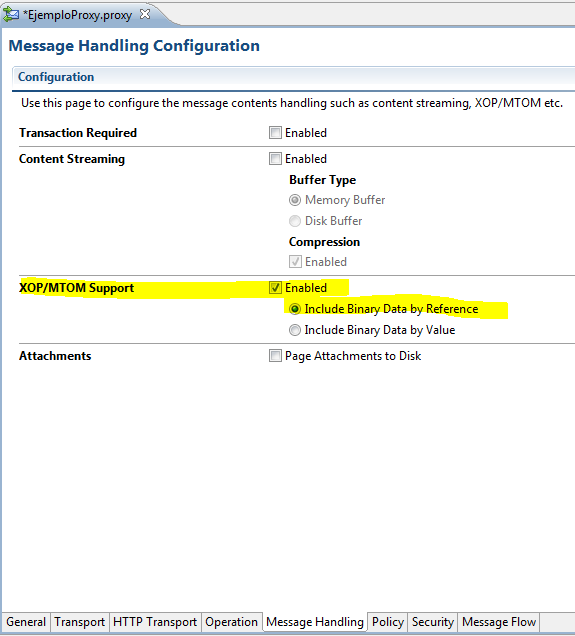 *EjemploProxy.proxy
Message Handling Configuration
Configuration
Use this page to configure the message contents handling such as content streaming, XOP/MTOM etc.
Transaction Required Enabled
Content Streaming Enabled
Buffer Type
Memory Buffer
Disk Buffer
Compression
Enabled
XOP/MTOM Support Enabled
Include Binary Data by Reference
Include Binary Data by Value
Attachments Page Attachments to Disk
General Transport HTTP Transport Operation Message Handling Policy Security Message Flow